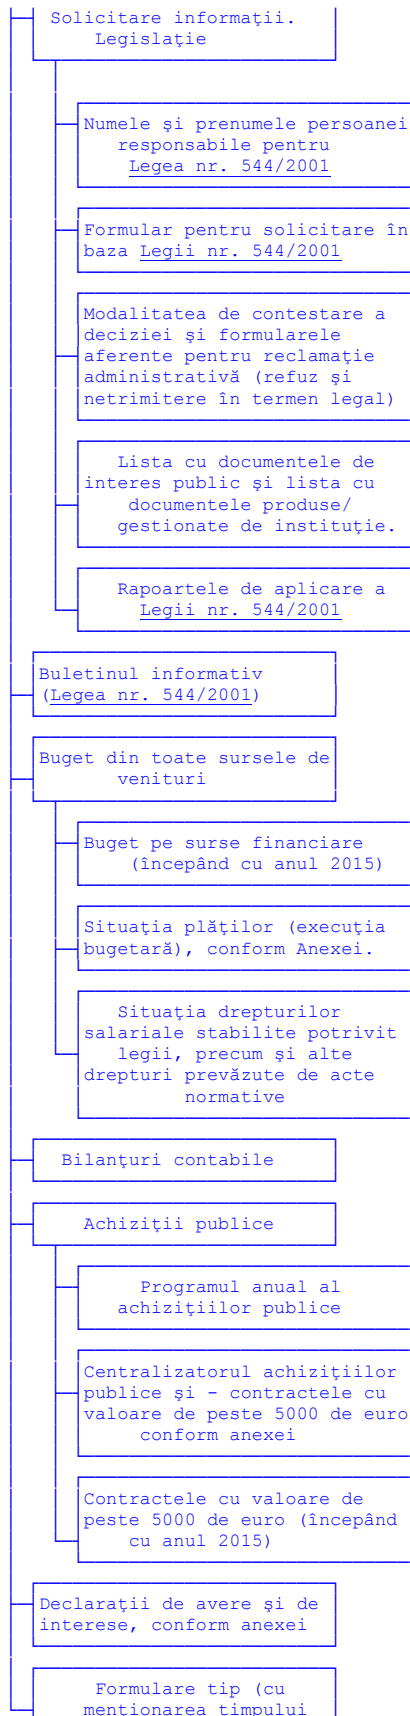 Solicitare informaţii.
Legislaţie
Numele şi prenumele persoanei
responsabile pentru
Legea nr. 544/2001
Formular pentru solicitare în
baza Legii nr. 544/2001
Modalitatea de contestare a
deciziei şi formularele
aferente pentru reclamaţie
administrativă (refuz şi
netrimitere în termen legal)
Lista cu documentele de
interes public şi lista cu
documentele produse/
gestionate de instituţie.
Rapoartele de aplicare a
Legii nr. 544/2001
Buletinul informativ
(Legea nr. 544/2001)
Buget din toate sursele de
venituri
Buget pe surse financiare
(începând cu anul 2015)
Situaţia plăţilor (execuţia
bugetară), conform Anexei.
Situaţia drepturilor
salariale stabilite potrivit
legii, precum şi alte
drepturi prevăzute de acte
normative
Bilanţuri contabile
Achiziţii publice
Programul anual al
achiziţiilor publice
Centralizatorul achiziţiilor
publice şi - contractele cu
valoare de peste 5000 de euro
conform anexei
Contractele cu valoare de
peste 5000 de euro (începând
cu anul 2015)
Declaraţii de avere şi de
interese, conform anexei
Formulare tip (cu
menţionarea timpului